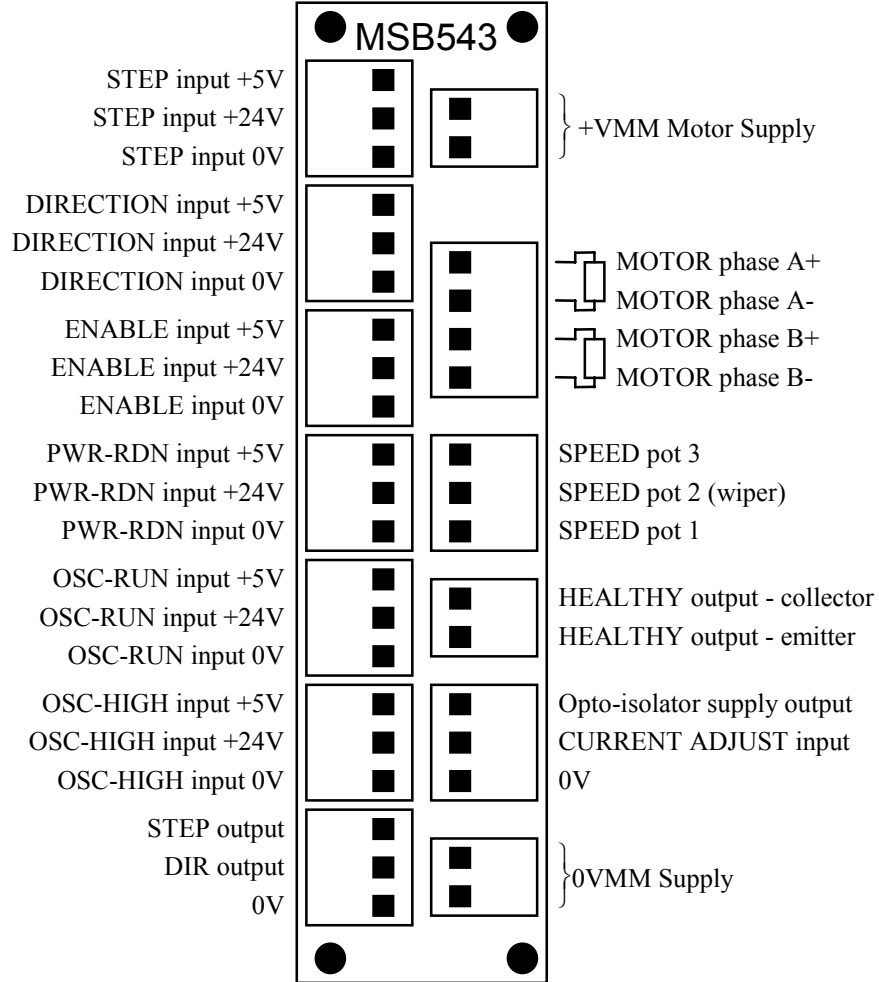 MSB543
STEP input +5V
STEP input +24V
STEP input 0V
DIRECTION input +5V
DIRECTION input +24V
DIRECTION input 0V
ENABLE input +5V
ENABLE input +24V
ENABLE input 0V
PWR-RDN input +5V
PWR-RDN input +24V
PWR-RDN input 0V
OSC-RUN input +5V
OSC-RUN input +24V
OSC-RUN input 0V
OSC-HIGH input +5V
OSC-HIGH input +24V
OSC-HIGH input 0V
STEP output
DIR output
0V
+VMM Motor Supply
MOTOR phase A+
MOTOR phase A-
MOTOR phase B+
MOTOR phase B-
SPEED pot 3
SPEED pot 2 (wiper)
SPEED pot 1
HEALTHY output - collector
HEALTHY output - emitter
Opto-isolator supply output
CURRENT ADJUST input
0V
0VMM Supply